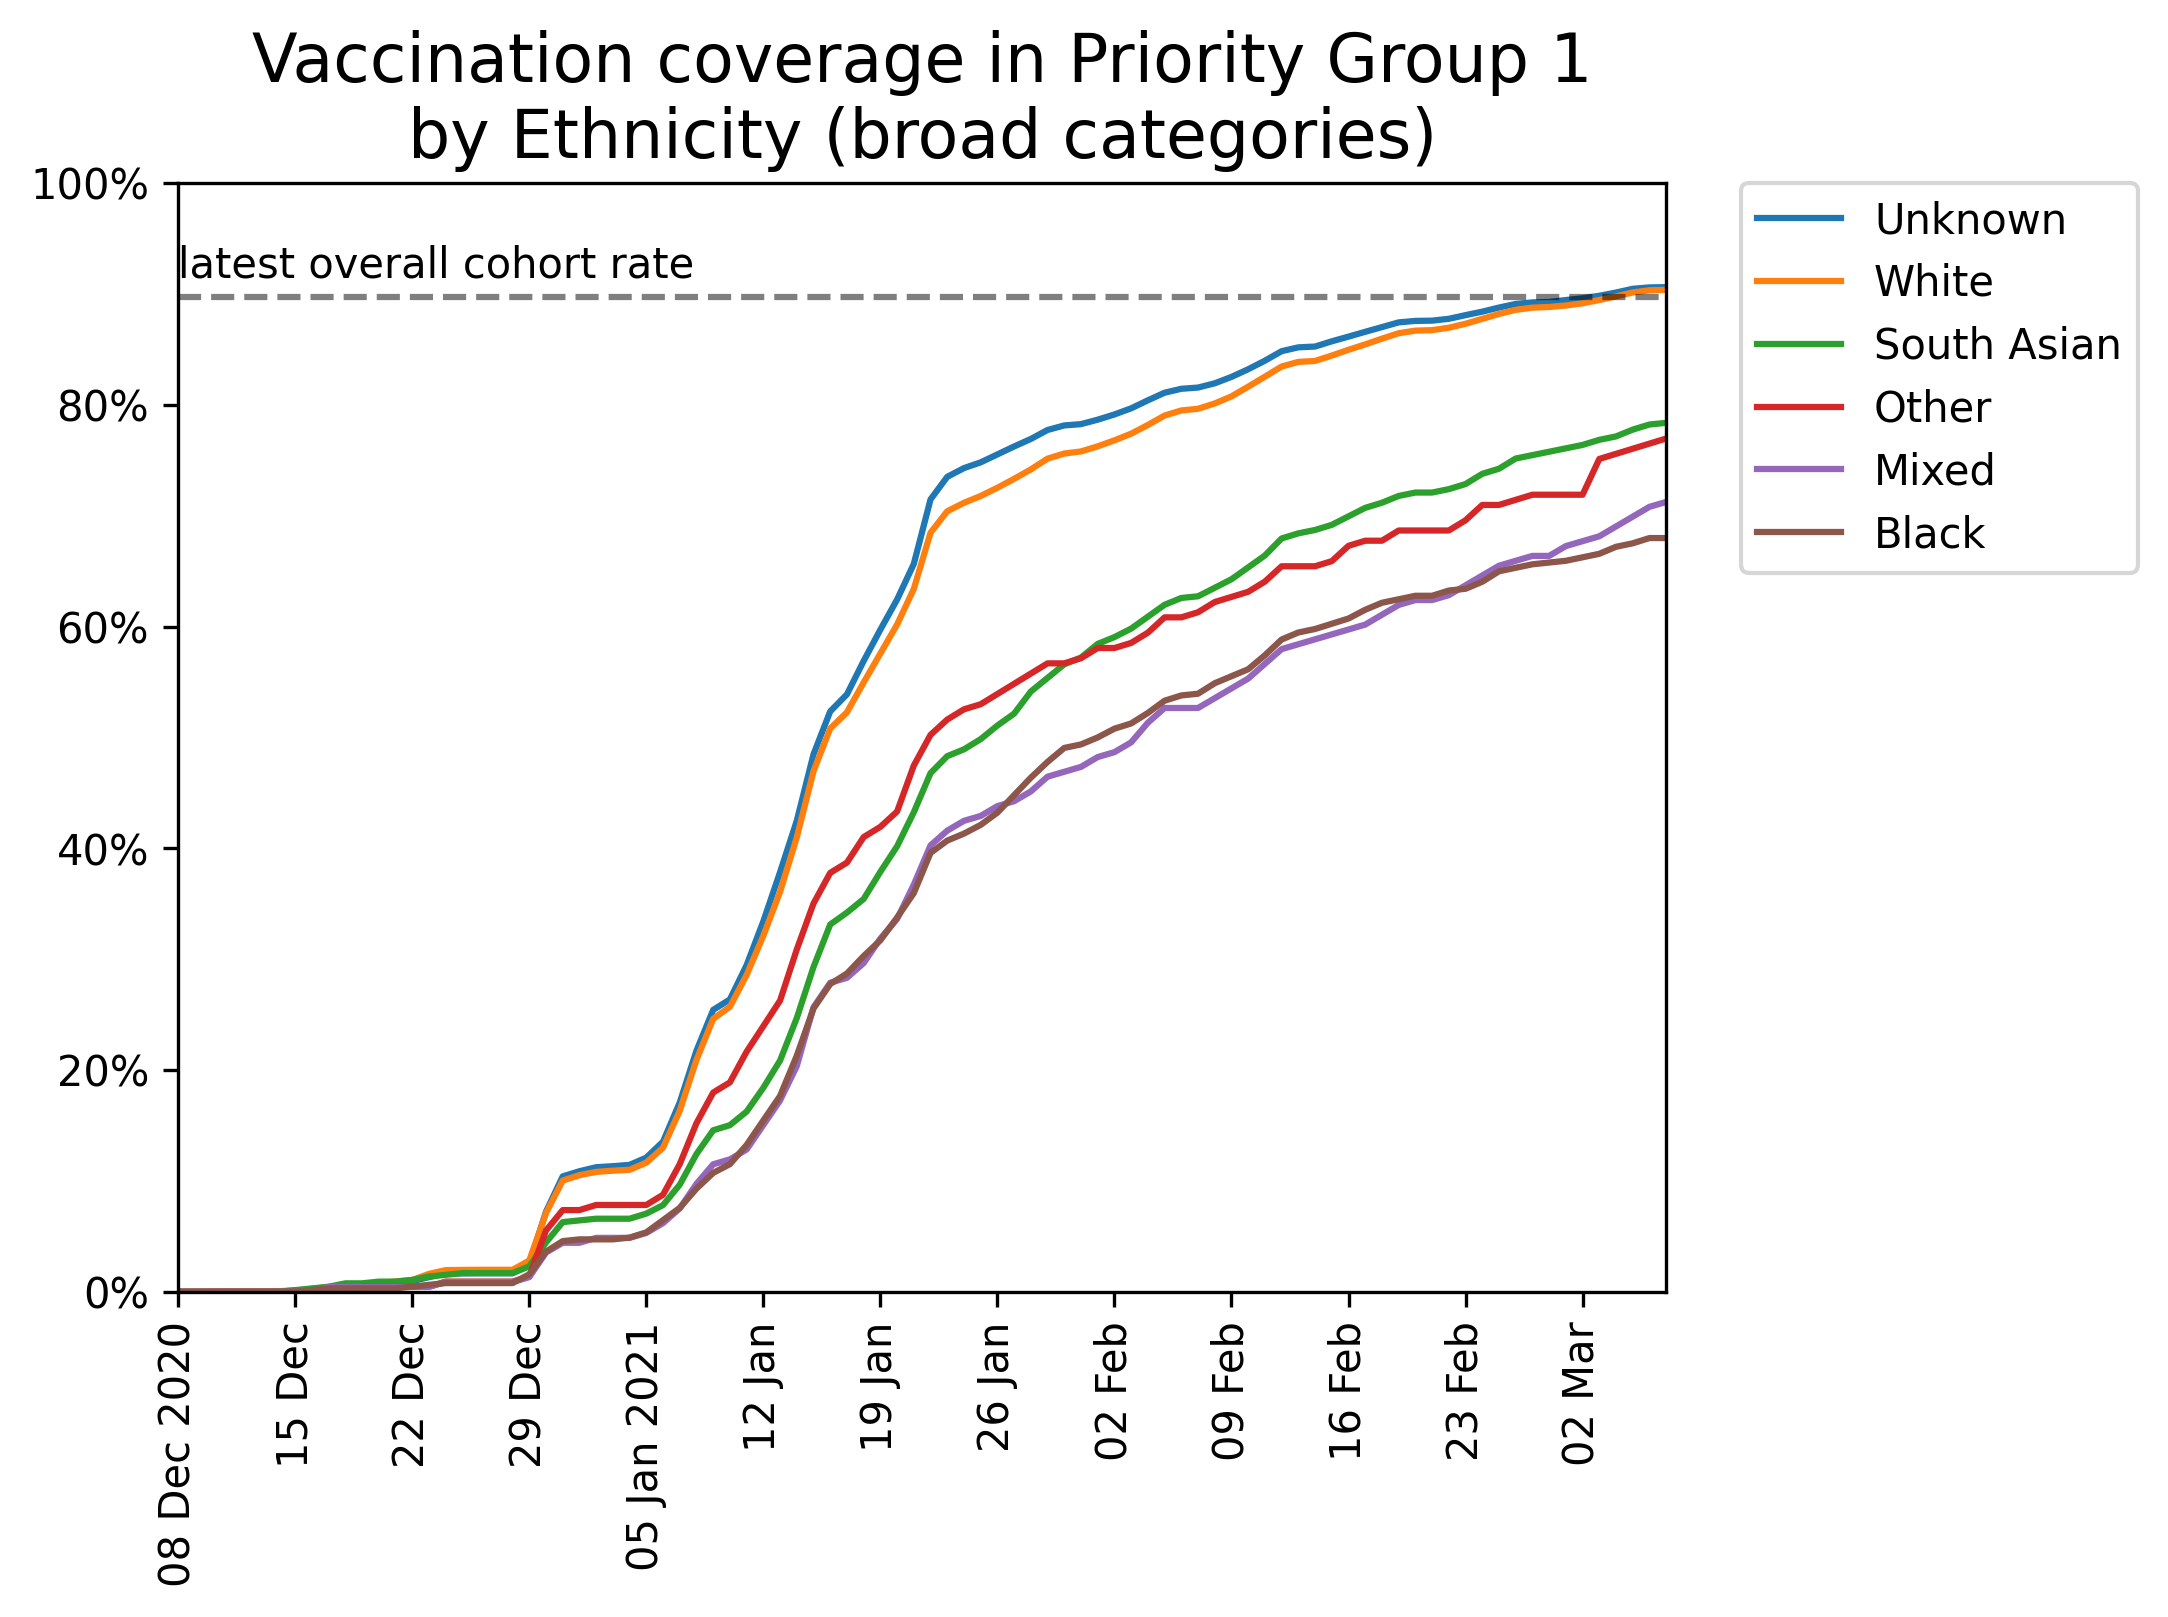 Vaccination coverage in Priority Group 1
by Ethnicity (broad categories)
100%
80%
60%
40%
20%
0%
latest overall cohort rate
08 Dec 2020
15 Dec
22 Dec
29 Dec
05 Jan 2021
12 Jan
19 Jan
26 Jan
02 Feb
09 Feb
16 Feb
23 Feb
02 Mar
Unknown
White
South Asian
Other
Mixed
Black